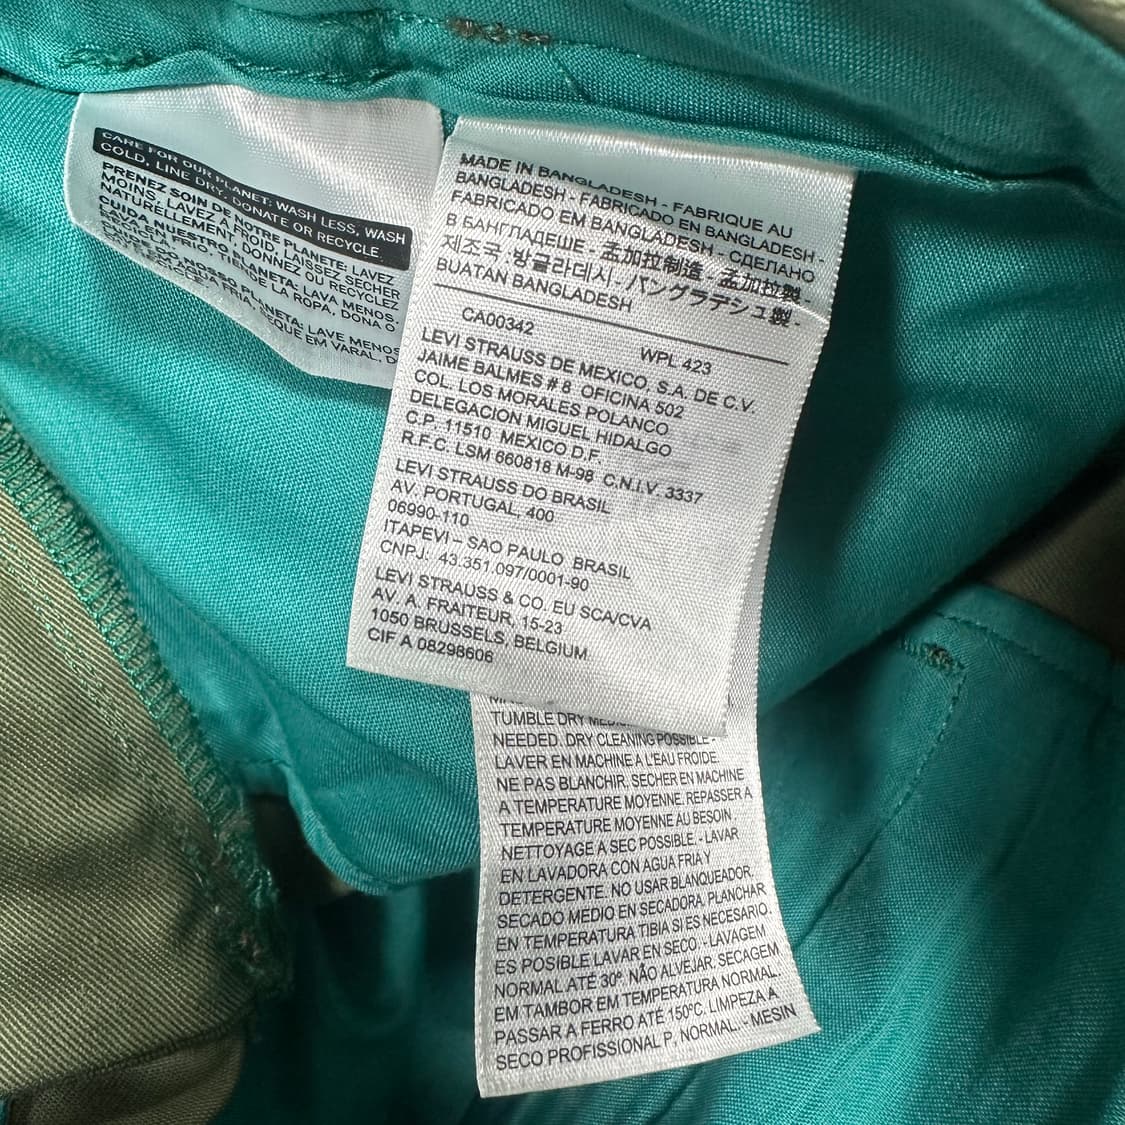 CARE FOR OUR PLANET: WASH LESS, WASH
COLD, LINE DRY, DONATE OR RECYCLE.
PRENEZ SOIN DE NOTRE PLANETE: LAVEZ
MOINS, LAVEZ À FROID, LAISSEZ SÉCHER
NATURELLEMENT, DONNEZ OU RECYCLEZ
CUIDA NUESTRO PLANETA: LAVA MENOS,
LAVA EN FRÍO, TIENDE LA ROPA, DONA O
RECICLA.
CUIDE DO NOSSO PLANETA: LAVE MENOS
FRIA, SEQUE EM VARAL, D
MADE IN BANGLADESH - FABRIQUE AU
BANGLADESH - FABRICADO EN BANGLADESH -
FABRICADO EM BANGLADESH - СДЕЛАНО
В БАНГЛАДЕШЕ - 孟加拉制造 - 孟加拉製 -
제조국 : 방글라데시 - バングラデシュ製 -
BUATAN BANGLADESH
CA00342 WPL 423
LEVI STRAUSS DE MEXICO, S.A. DE C.V.
JAIME BALMES # 8 OFICINA 502
COL. LOS MORALES POLANCO
DELEGACION MIGUEL HIDALGO
C.P. 11510 MEXICO D.F.
R.F.C. LSM 660818 M-98 C.N.I.V. 3337
LEVI STRAUSS DO BRASIL
AV. PORTUGAL, 400
06990-110
ITAPEVI – SAO PAULO BRASIL
CNPJ: 43.351.097/0001-90
LEVI STRAUSS & CO. EU SCA/CVA
AV. A. FRAITEUR, 15-23
1050 BRUSSELS, BELGIUM
CIF A 08298606
TUMBLE DRY
NEEDED. DRY CLEANING POSSIBLE -
LAVER EN MACHINE A L'EAU FROIDE.
NE PAS BLANCHIR. SECHER EN MACHINE
A TEMPERATURE MOYENNE. REPASSER A
TEMPERATURE MOYENNE AU BESOIN
NETTOYAGE A SEC POSSIBLE. - LAVAR
EN LAVADORA CON AGUA FRIA Y
DETERGENTE. NO USAR BLANQUEADOR.
SECADO MEDIO EN SECADORA, PLANCHAR
EN TEMPERATURA TIBIA SI ES NECESARIO.
ES POSIBLE LAVAR EN SECO. - LAVAGEM
NORMAL ATÉ 30° NÃO ALVEJAR. SECAGEM
EM TAMBOR EM TEMPERATURA NORMAL.
PASSAR A FERRO ATÉ 150°C. LIMPEZA A
SECO PROFISSIONAL P, NORMAL. - MESIN